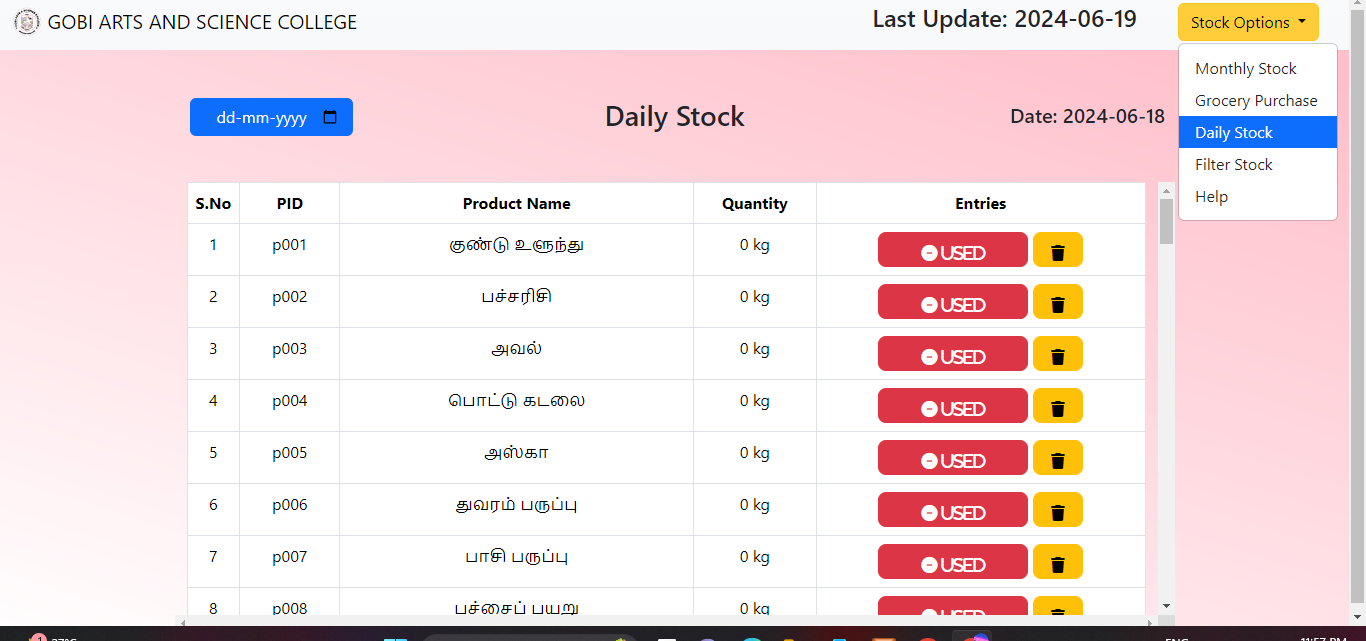 GOBI ARTS AND SCIENCE COLLEGE
Last Update: 2024-06-19
Stock Options
Monthly Stock
Grocery Purchase
Daily Stock
Filter Stock
Help
dd-mm-yyyy
Daily Stock
Date: 2024-06-18
S.No PID Product Name Quantity Entries
1 p001 குண்டு உளுந்து 0 kg USED
2 p002 பச்சரிசி 0 kg USED
3 p003 அவல் 0 kg USED
4 p004 பொட்டு கடலை 0 kg USED
5 p005 அஸ்கா 0 kg USED
6 p006 துவரம் பருப்பு 0 kg USED
7 p007 பாசி பருப்பு 0 kg USED
8 p008 பச்சைப் பயறு 0 kg USED